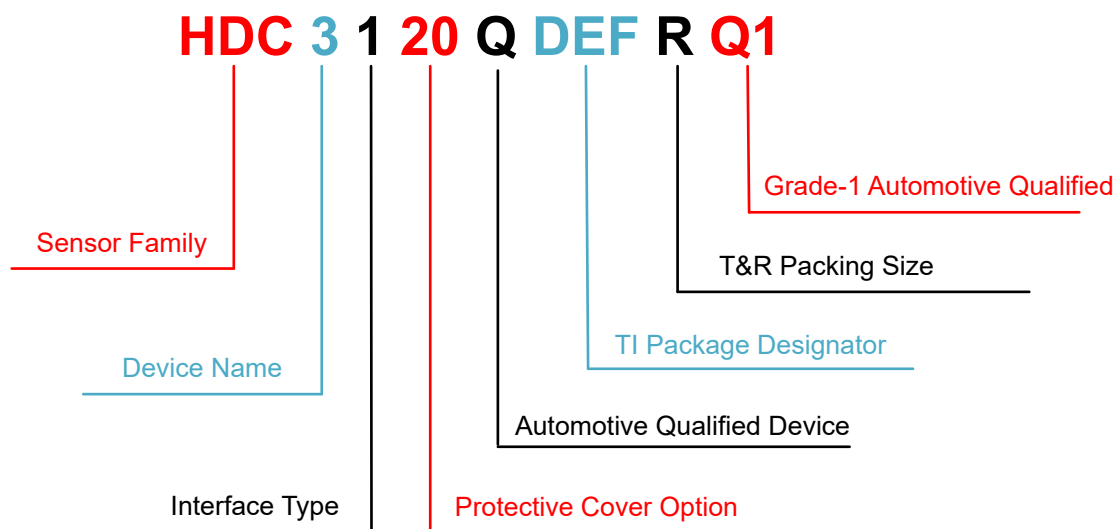 HDC 3 1 20 Q DEF R Q1
Grade-1 Automotive Qualified
Sensor Family
T&R Packing Size
TI Package Designator
Device Name
Automotive Qualified Device
Interface Type
Protective Cover Option